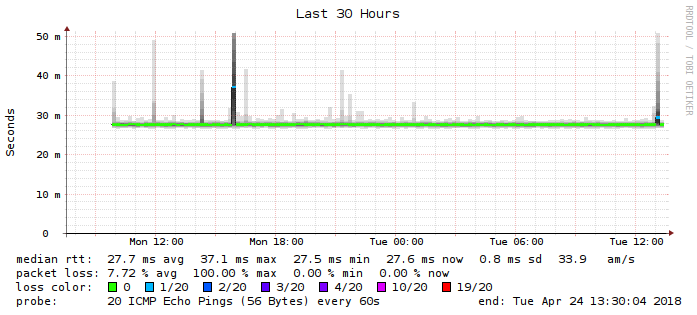 Last 30 Hours
RRDTOOL / TOBI OETIKER
Seconds
50 m
40 m
30 m
20 m
10 m
0
Mon 12:00 Mon 18:00 Tue 00:00 Tue 06:00 Tue 12:00
median rtt: 27.7 ms avg 37.1 ms max 27.5 ms min 27.6 ms now 0.8 ms sd 33.9 am/s
packet loss: 7.72 % avg 100.00 % max 0.00 % min 0.00 % now
loss color: 0 1/20 2/20 3/20 4/20 10/20 19/20
probe: 20 ICMP Echo Pings (56 Bytes) every 60s end: Tue Apr 24 13:30:04 2018